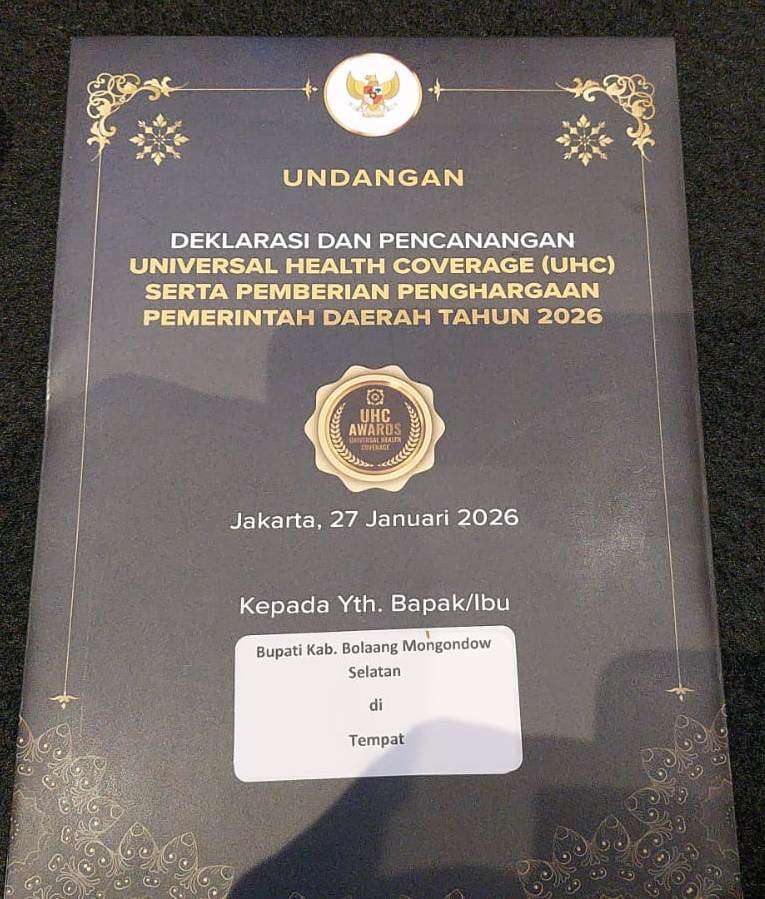 UNDANGAN
DEKLARASI DAN PENCANANGAN
UNIVERSAL HEALTH COVERAGE (UHC)
SERTA PEMBERIAN PENGHARGAAN
PEMERINTAH DAERAH TAHUN 2026
UHC
AWARDS
UNIVERSAL HEALTH
COVERAGE
Jakarta, 27 Januari 2026
Kepada Yth. Bapak/Ibu
Bupati Kab. Bolaang Mongondow
Selatan
di
Tempat